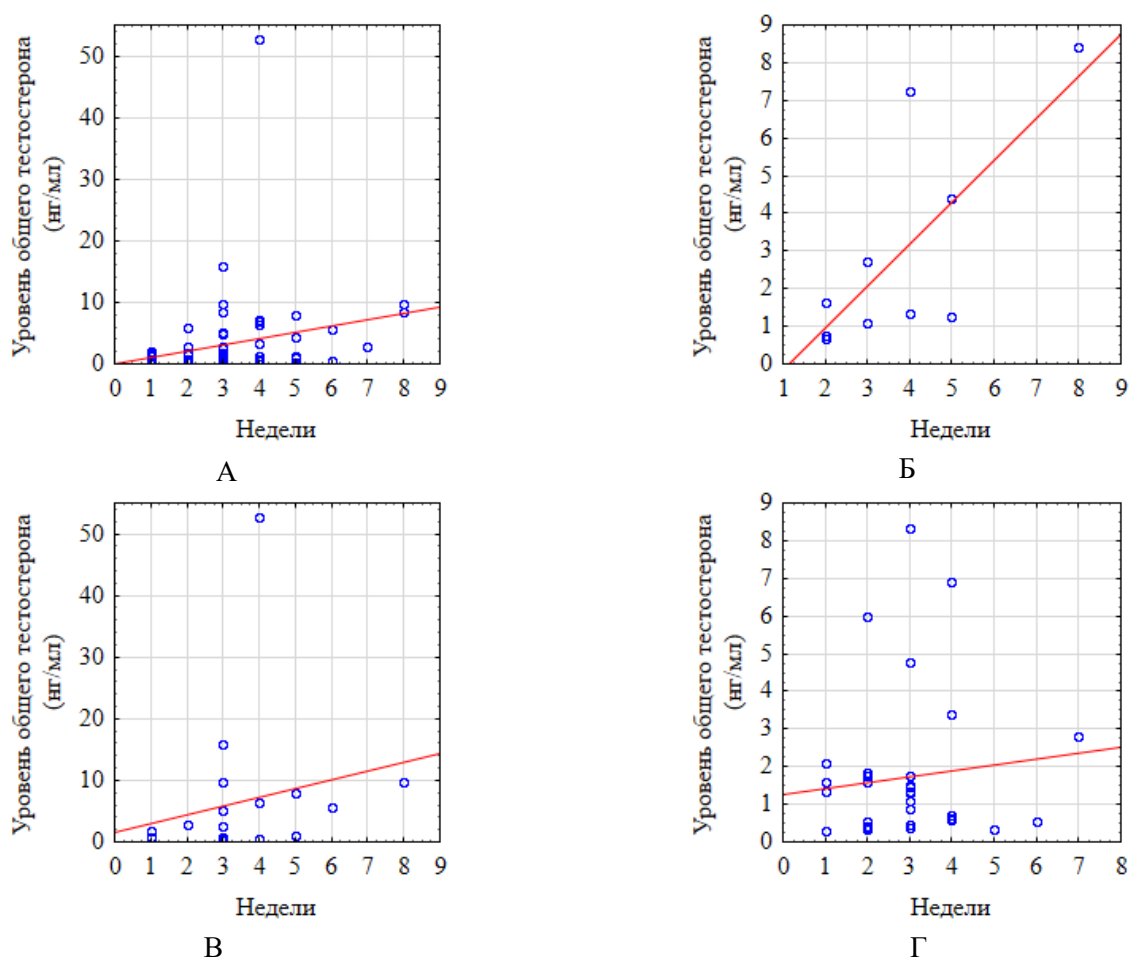 Уровень общего тестостерона
(нг/мл)
50
40
30
20
10
0
0 1 2 3 4 5 6 7 8 9
Недели
А
Уровень общего тестостерона
(нг/мл)
9
8
7
6
5
4
3
2
1
0
1 2 3 4 5 6 7 8 9
Недели
Б
Уровень общего тестостерона
(нг/мл)
50
40
30
20
10
0
0 1 2 3 4 5 6 7 8 9
Недели
В
Уровень общего тестостерона
(нг/мл)
9
8
7
6
5
4
3
2
1
0
0 1 2 3 4 5 6 7 8
Недели
Г